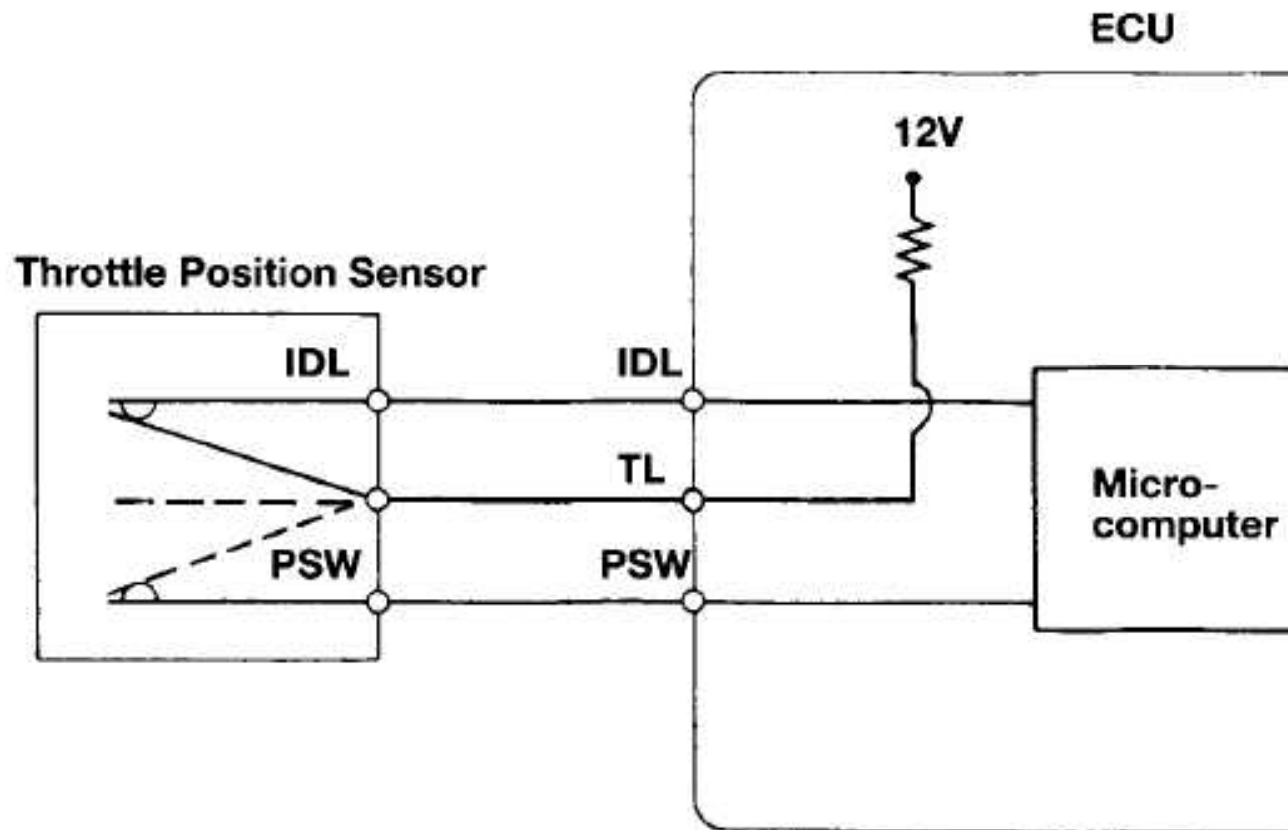 ECU
12V
Throttle Position Sensor
IDL
IDL
TL
PSW
PSW
Micro-
computer